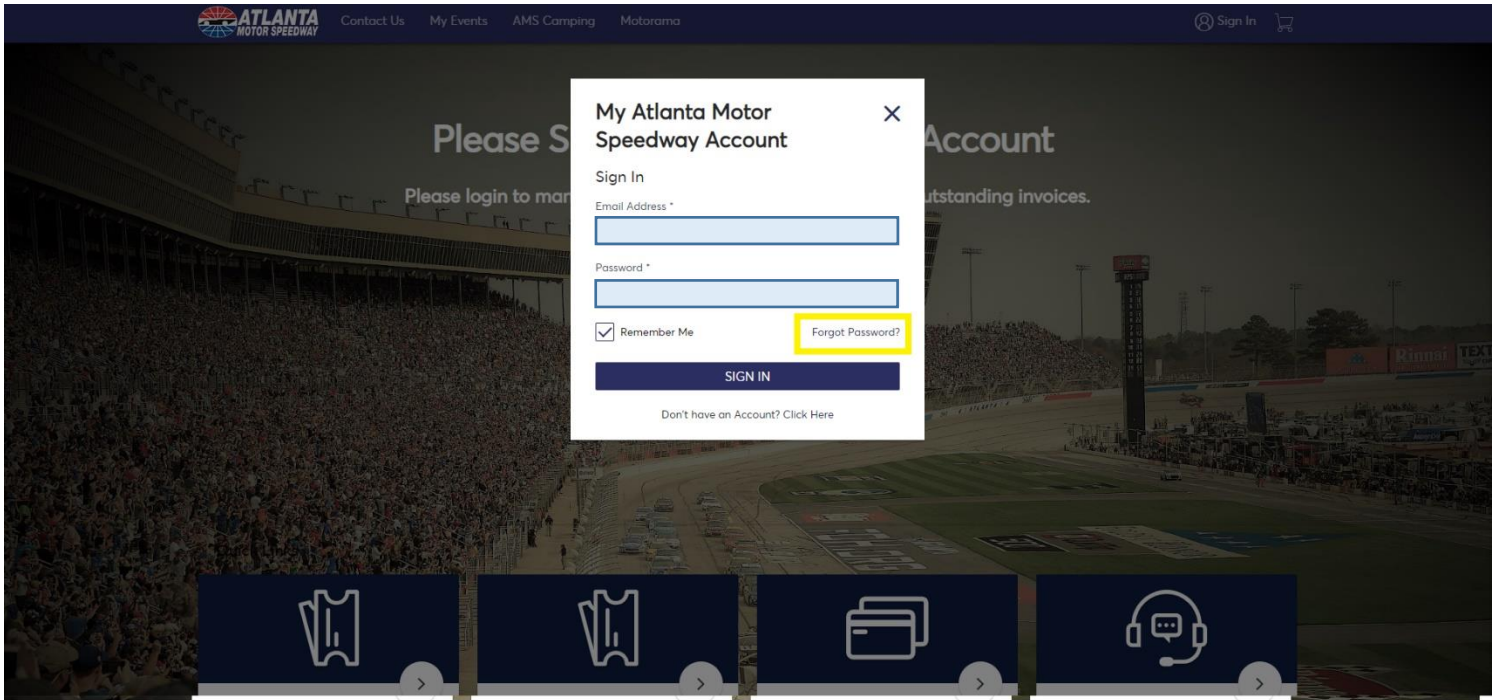 ATLANTA
MOTOR SPEEDWAY
Contact Us My Events AMS Camping Motorama
Sign In
My Atlanta Motor
Speedway Account
Please S
Account
Sign In
Please login to mar
utstanding invoices.
Email Address *
Password *
Remember Me
Forgot Password?
SIGN IN
Don't have an Account? Click Here
Rinnai
TEXT